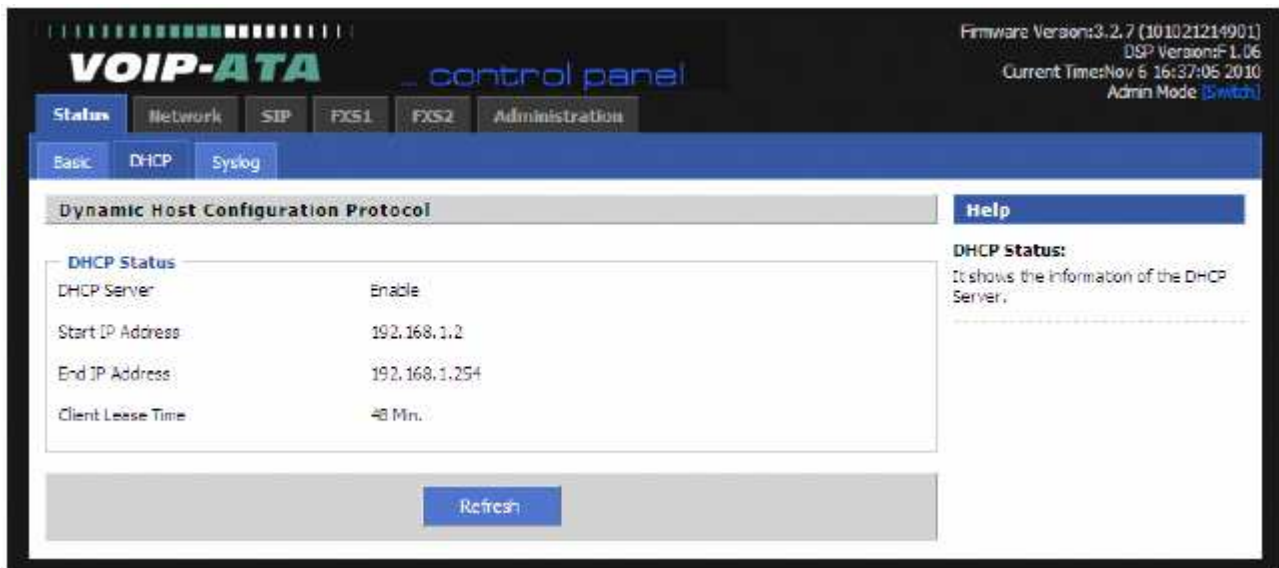 VOIP-ATA _ control panel
Firmware Version:3.2.7 (101021214901)
DSP Version:F1.06
Current Time:Nov 6 16:37:06 2010
Admin Mode [Switch]
Status Network SIP FXS1 FXS2 Administration
Basic DHCP Syslog
Dynamic Host Configuration Protocol
DHCP Status
DHCP Server Enable
Start IP Address 192.168.1.2
End IP Address 192.168.1.254
Client Lease Time 48 Min.
Refresh
Help
DHCP Status:
It shows the information of the DHCP
Server.